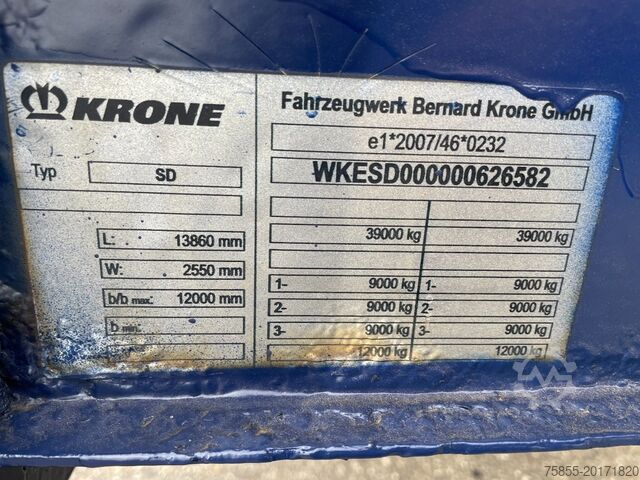 KRONE
Typ SD
L: 13860 mm
W: 2550 mm
b/b max: 12000 mm
b min:
Fahrzeugwerk Bernard Krone GmbH
e1*2007/46*0232
WKESD000000626582
39000 kg 39000 kg
1- 9000 kg 1- 9000 kg
2- 9000 kg 2- 9000 kg
3- 9000 kg 3- 9000 kg
12000 kg 12000 kg
75855-20171820